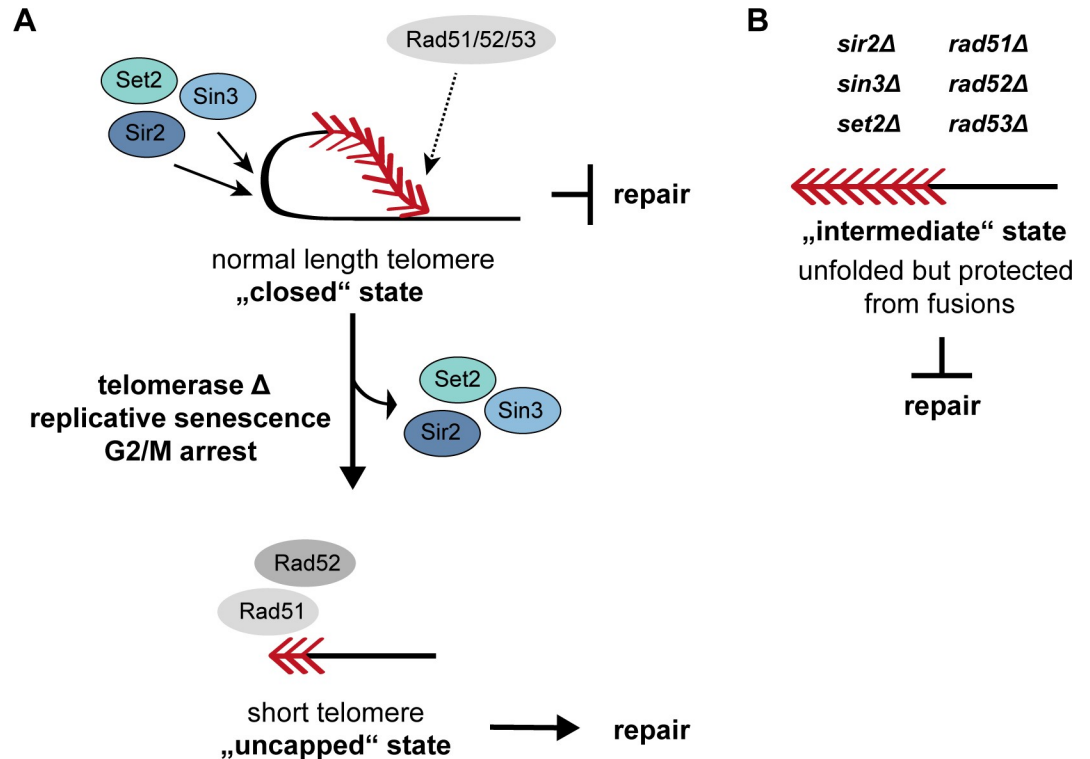 A
Rad51/52/53
Set2
Sin3
Sir2
repair
normal length telomere
„closed“ state
telomerase Δ
replicative senescence
G2/M arrest
Set2
Sin3
Sir2
Rad52
Rad51
short telomere
„uncapped“ state
repair
B
sir2Δ rad51Δ
sin3Δ rad52Δ
set2Δ rad53Δ
„intermediate“ state
unfolded but protected
from fusions
repair